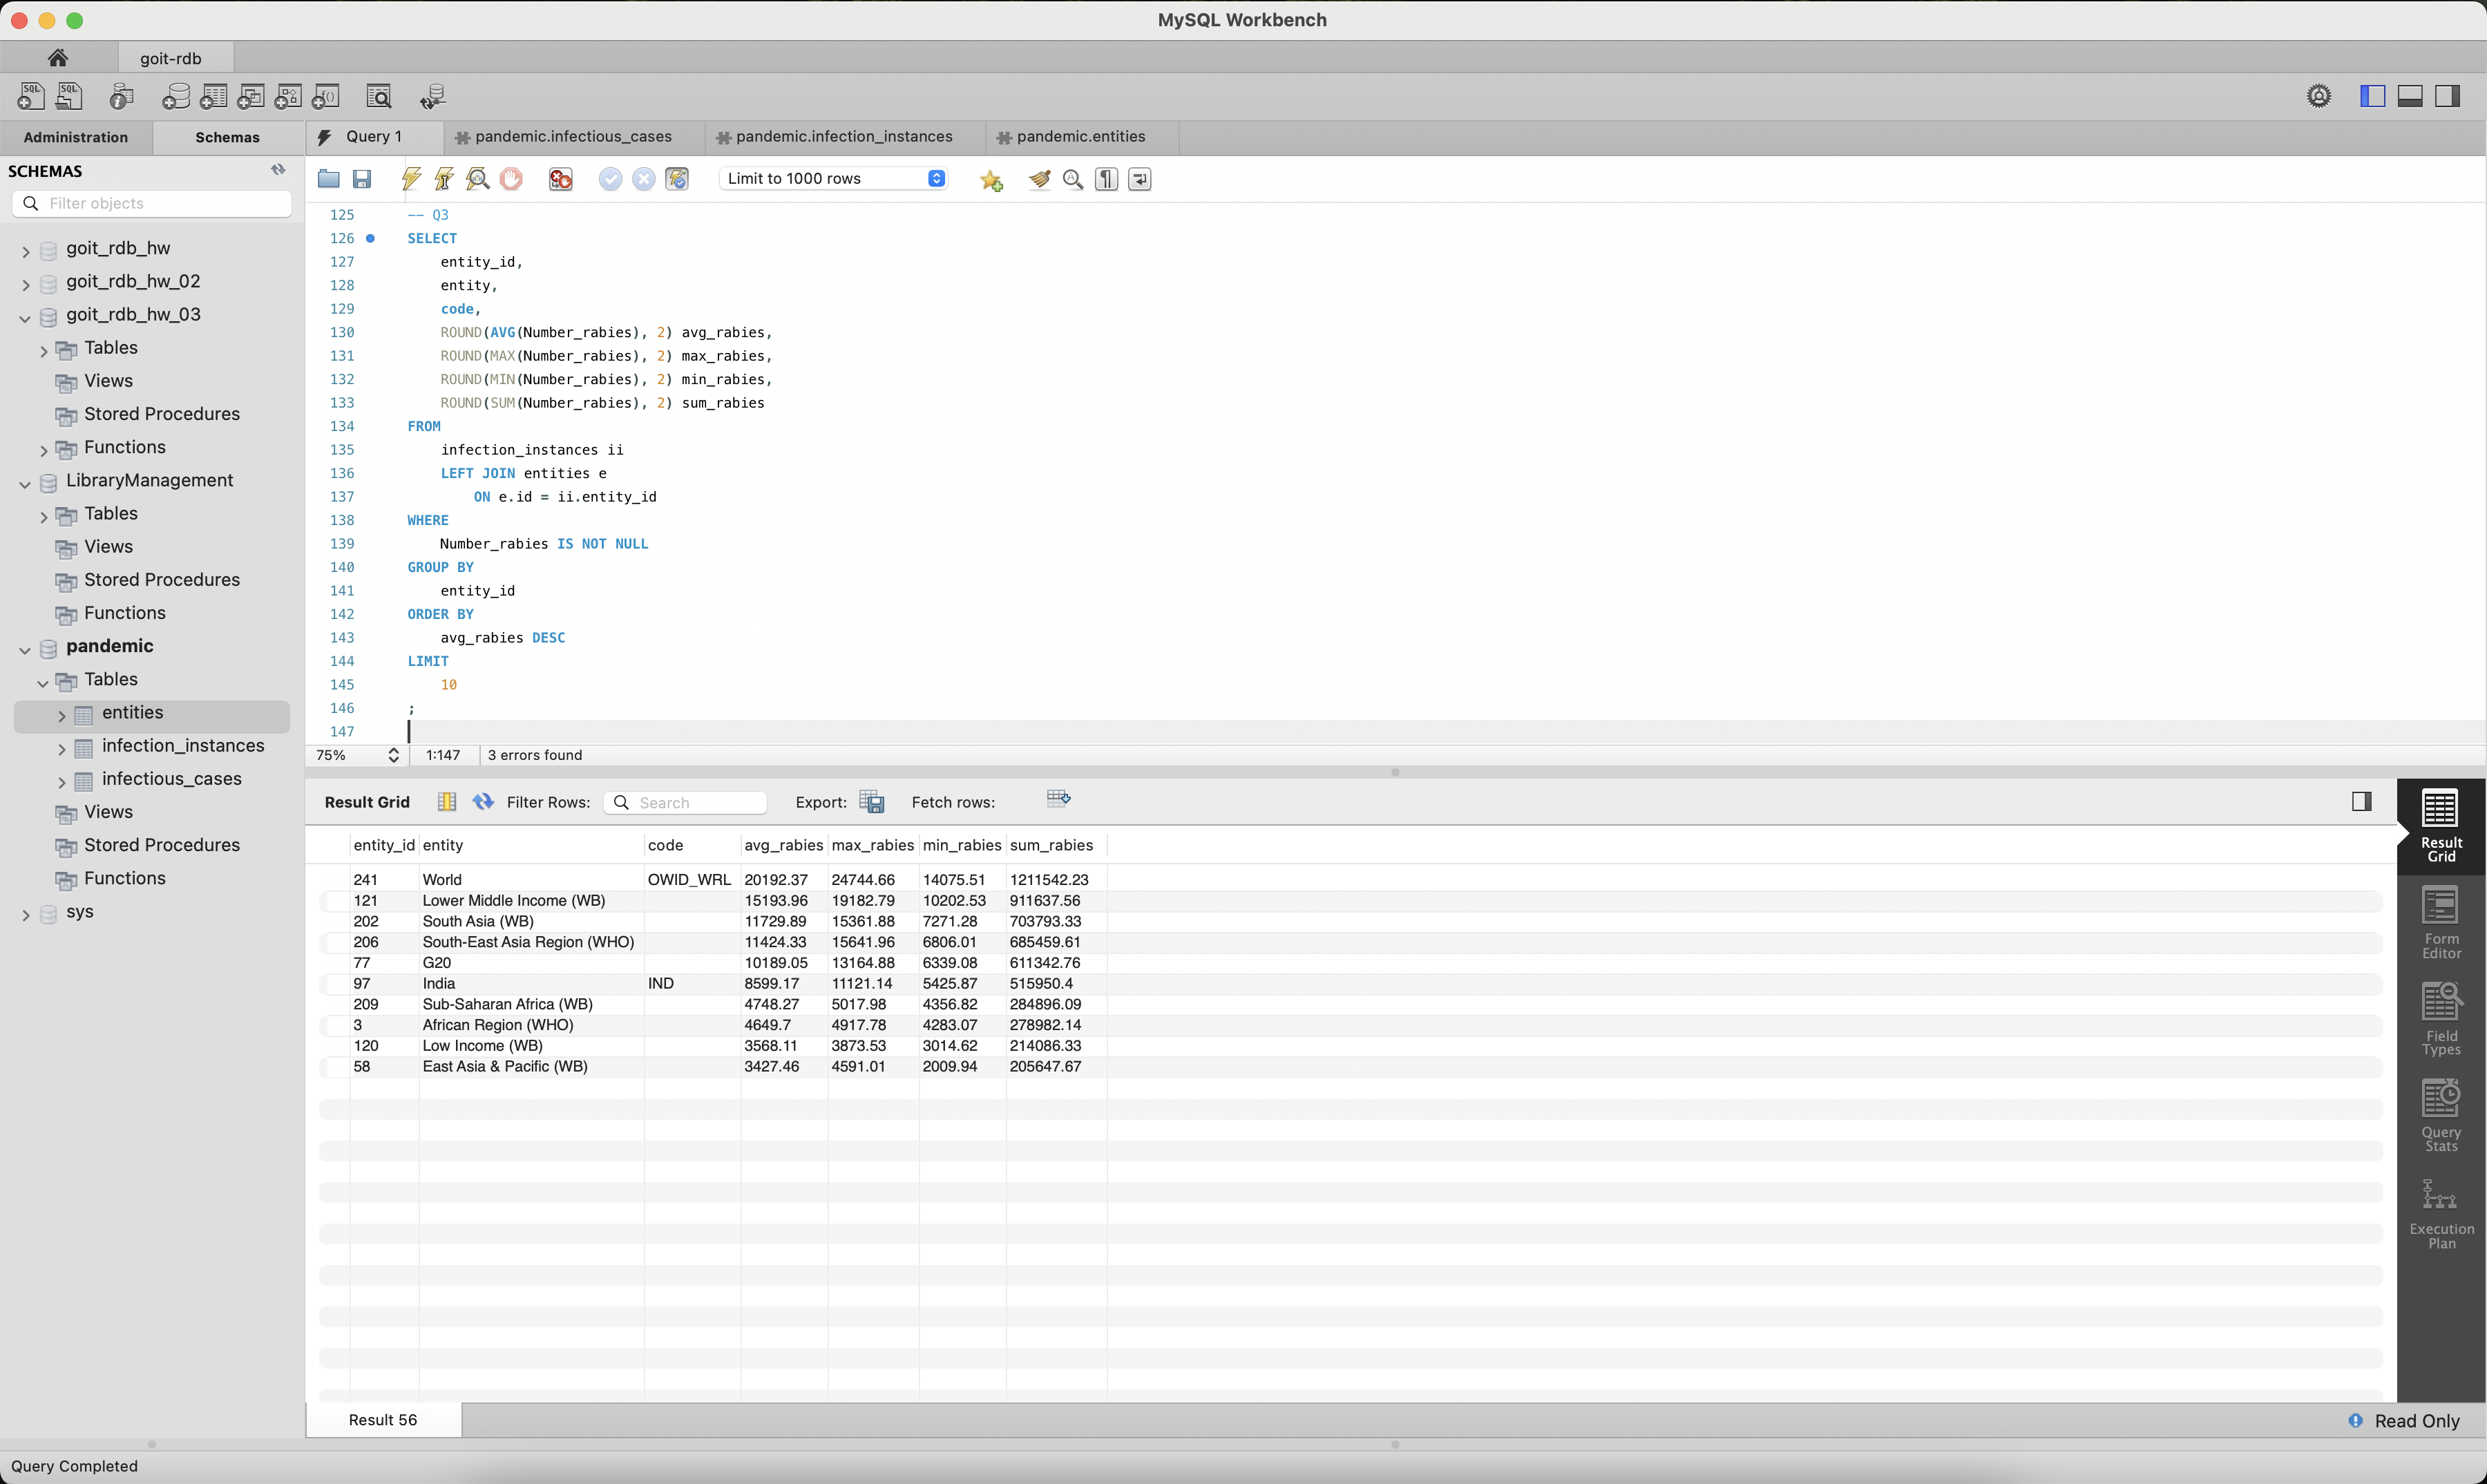 MySQL Workbench
goit-rdb
Administration Schemas
SCHEMAS
Filter objects
goit_rdb_hw
goit_rdb_hw_02
goit_rdb_hw_03
Tables
Views
Stored Procedures
Functions
LibraryManagement
Tables
Views
Stored Procedures
Functions
pandemic
Tables
entities
infection_instances
infectious_cases
Views
Stored Procedures
Functions
sys
Query 1 pandemic.infectious_cases pandemic.infection_instances pandemic.entities
Limit to 1000 rows
125 -- Q3
126 SELECT
127 entity_id,
128 entity,
129 code,
130 ROUND(AVG(Number_rabies), 2) avg_rabies,
131 ROUND(MAX(Number_rabies), 2) max_rabies,
132 ROUND(MIN(Number_rabies), 2) min_rabies,
133 ROUND(SUM(Number_rabies), 2) sum_rabies
134 FROM
135 infection_instances ii
136 LEFT JOIN entities e
137 ON e.id = ii.entity_id
138 WHERE
139 Number_rabies IS NOT NULL
140 GROUP BY
141 entity_id
142 ORDER BY
143 avg_rabies DESC
144 LIMIT
145 10
146 ;
147
75% 1:147 3 errors found
Result Grid Filter Rows: Search Export: Fetch rows:
entity_id entity code avg_rabies max_rabies min_rabies sum_rabies
241 World OWID_WRL 20192.37 24744.66 14075.51 1211542.23
121 Lower Middle Income (WB) 15193.96 19182.79 10202.53 911637.56
202 South Asia (WB) 11729.89 15361.88 7271.28 703793.33
206 South-East Asia Region (WHO) 11424.33 15641.96 6806.01 685459.61
77 G20 10189.05 13164.88 6339.08 611342.76
97 India IND 8599.17 11121.14 5425.87 515950.4
209 Sub-Saharan Africa (WB) 4748.27 5017.98 4356.82 284896.09
3 African Region (WHO) 4649.7 4917.78 4283.07 278982.14
120 Low Income (WB) 3568.11 3873.53 3014.62 214086.33
58 East Asia & Pacific (WB) 3427.46 4591.01 2009.94 205647.67
Result
Grid
Form
Editor
Field
Types
Query
Stats
Execution
Plan
Result 56
Read Only
Query Completed